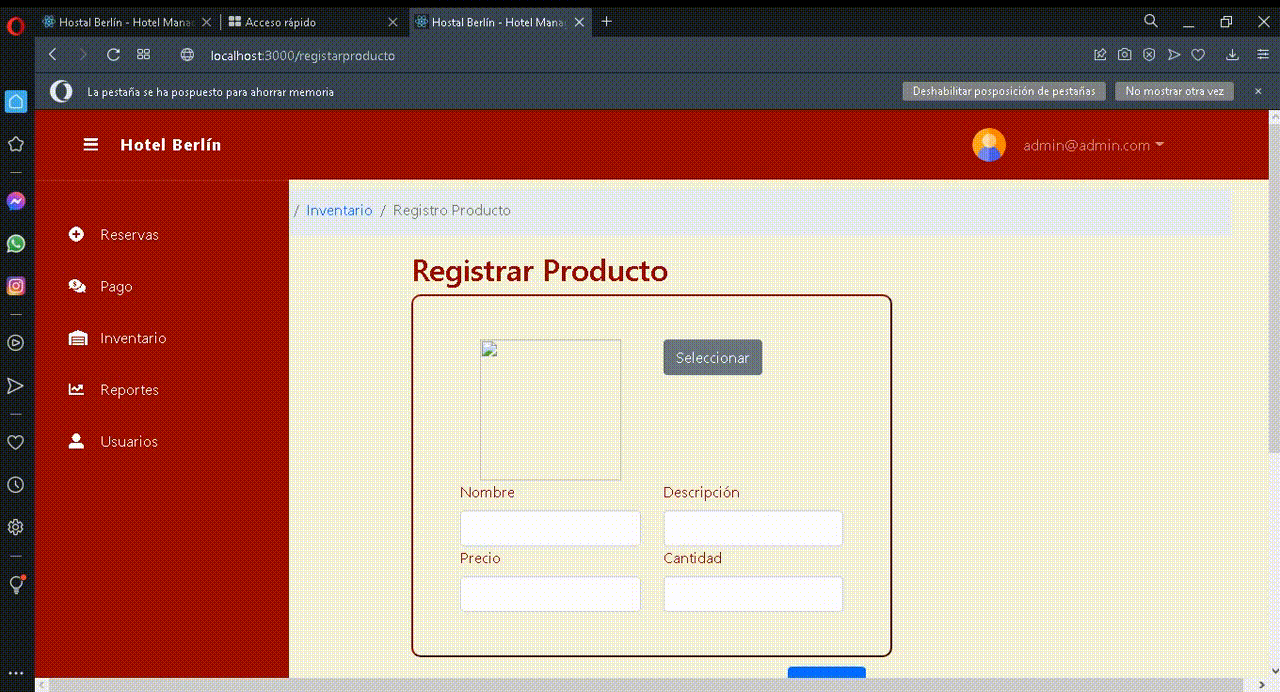 Hostal Berlín - Hotel Mana
Acceso rápido
Hostal Berlín - Hotel Mana
localhost:3000/registarproducto
La pestaña se ha pospuesto para ahorrar memoria
Deshabilitar posposición de pestañas
No mostrar otra vez
Hotel Berlín
admin@admin.com
/ Inventario / Registro Producto
Reservas
Pago
Inventario
Reportes
Usuarios
Registrar Producto
Seleccionar
Nombre
Descripción
Precio
Cantidad